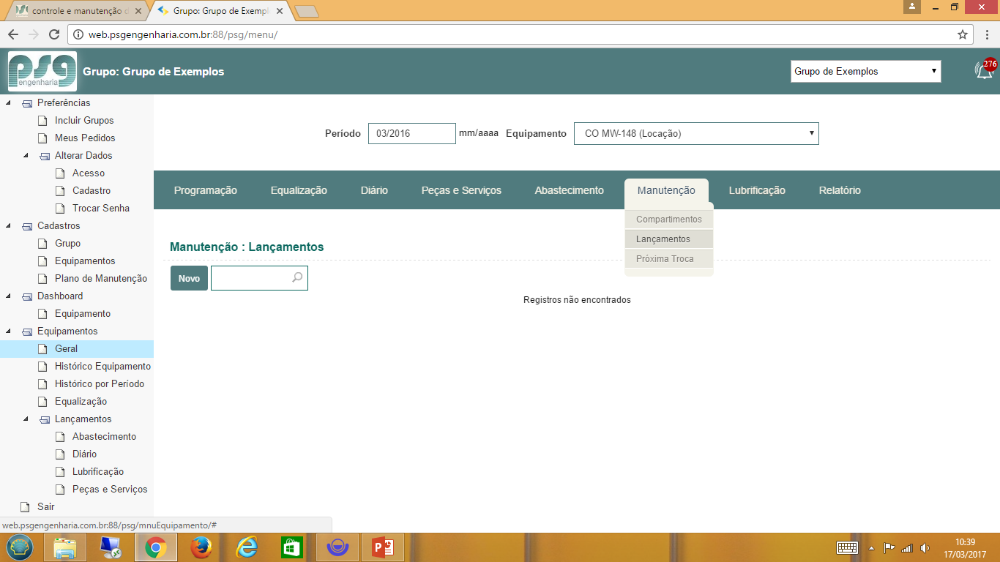 controle e manutenção d
Grupo: Grupo de Exempl
web.psgengenharia.com.br:88/psg/menu/
psg
engenharia
Grupo: Grupo de Exemplos
Grupo de Exemplos
276
Preferências
Incluir Grupos
Meus Pedidos
Alterar Dados
Acesso
Cadastro
Trocar Senha
Cadastros
Grupo
Equipamentos
Plano de Manutenção
Dashboard
Equipamento
Equipamentos
Geral
Histórico Equipamento
Histórico por Período
Equalização
Lançamentos
Abastecimento
Diário
Lubrificação
Peças e Serviços
Sair
Período 03/2016 mm/aaaa Equipamento CO MW-148 (Locação)
Programação Equalização Diário Peças e Serviços Abastecimento Manutenção Lubrificação Relatório
Compartimentos
Lançamentos
Próxima Troca
Manutenção : Lançamentos
Novo
Registros não encontrados
web.psgengenharia.com.br:88/psg/mnuEquipamento/#
10:39
17/03/2017